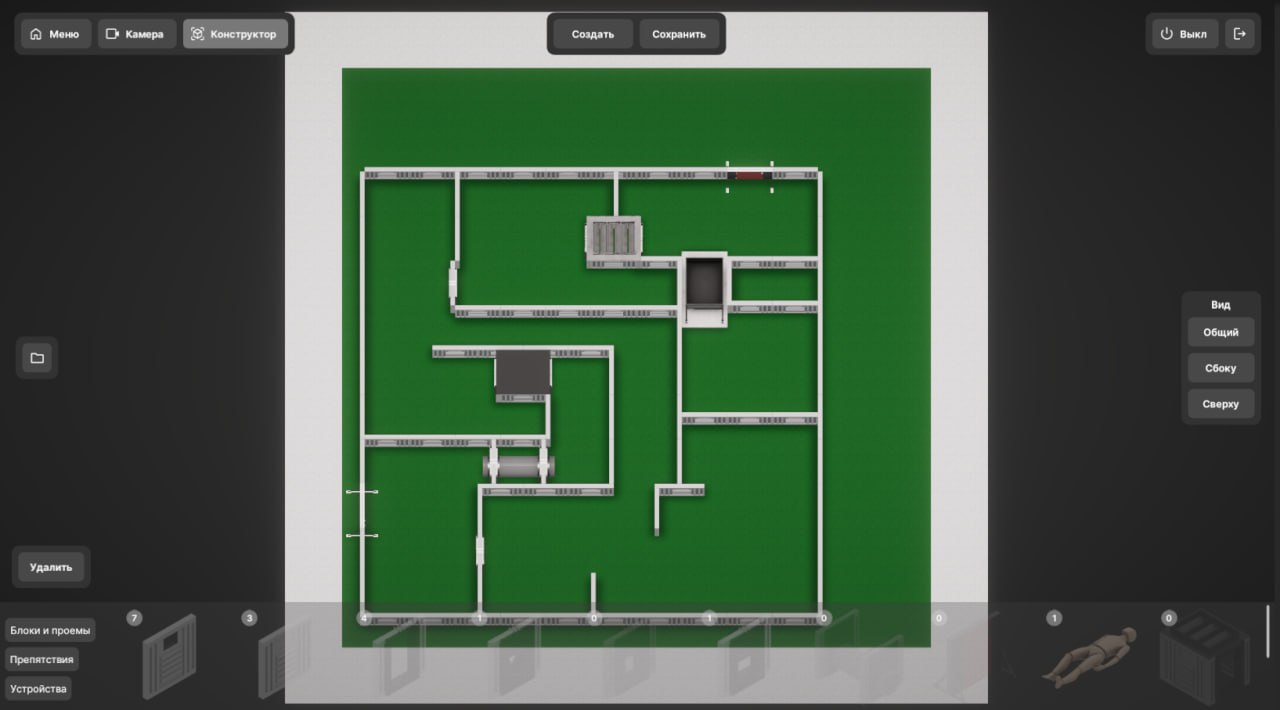 Меню
Камера
Конструктор
Создать
Сохранить
Выкл
Вид
Общий
Сбоку
Сверху
Удалить
7
3
4
1
0
1
0
0
1
0
Блоки и проемы
Препятствия
Устройства